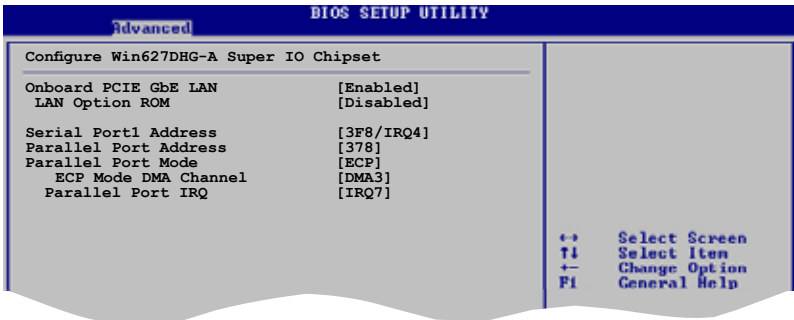 BIOS SETUP UTILITY
Advanced
Configure Win627DHG-A Super IO Chipset
Onboard PCIE GbE LAN [Enabled]
LAN Option ROM [Disabled]
Serial Port1 Address [3F8/IRQ4]
Parallel Port Address [378]
Parallel Port Mode [ECP]
ECP Mode DMA Channel [DMA3]
Parallel Port IRQ [IRQ7]
←→ Select Screen
↑↓ Select Item
+- Change Option
F1 General Help